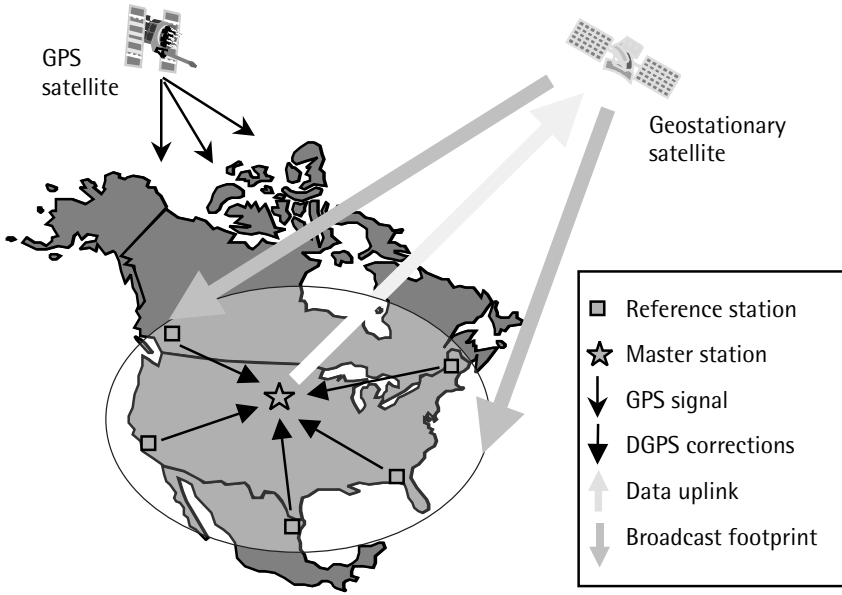 GPS
satellite
Geostationary
satellite
Reference station
Master station
GPS signal
DGPS corrections
Data uplink
Broadcast footprint